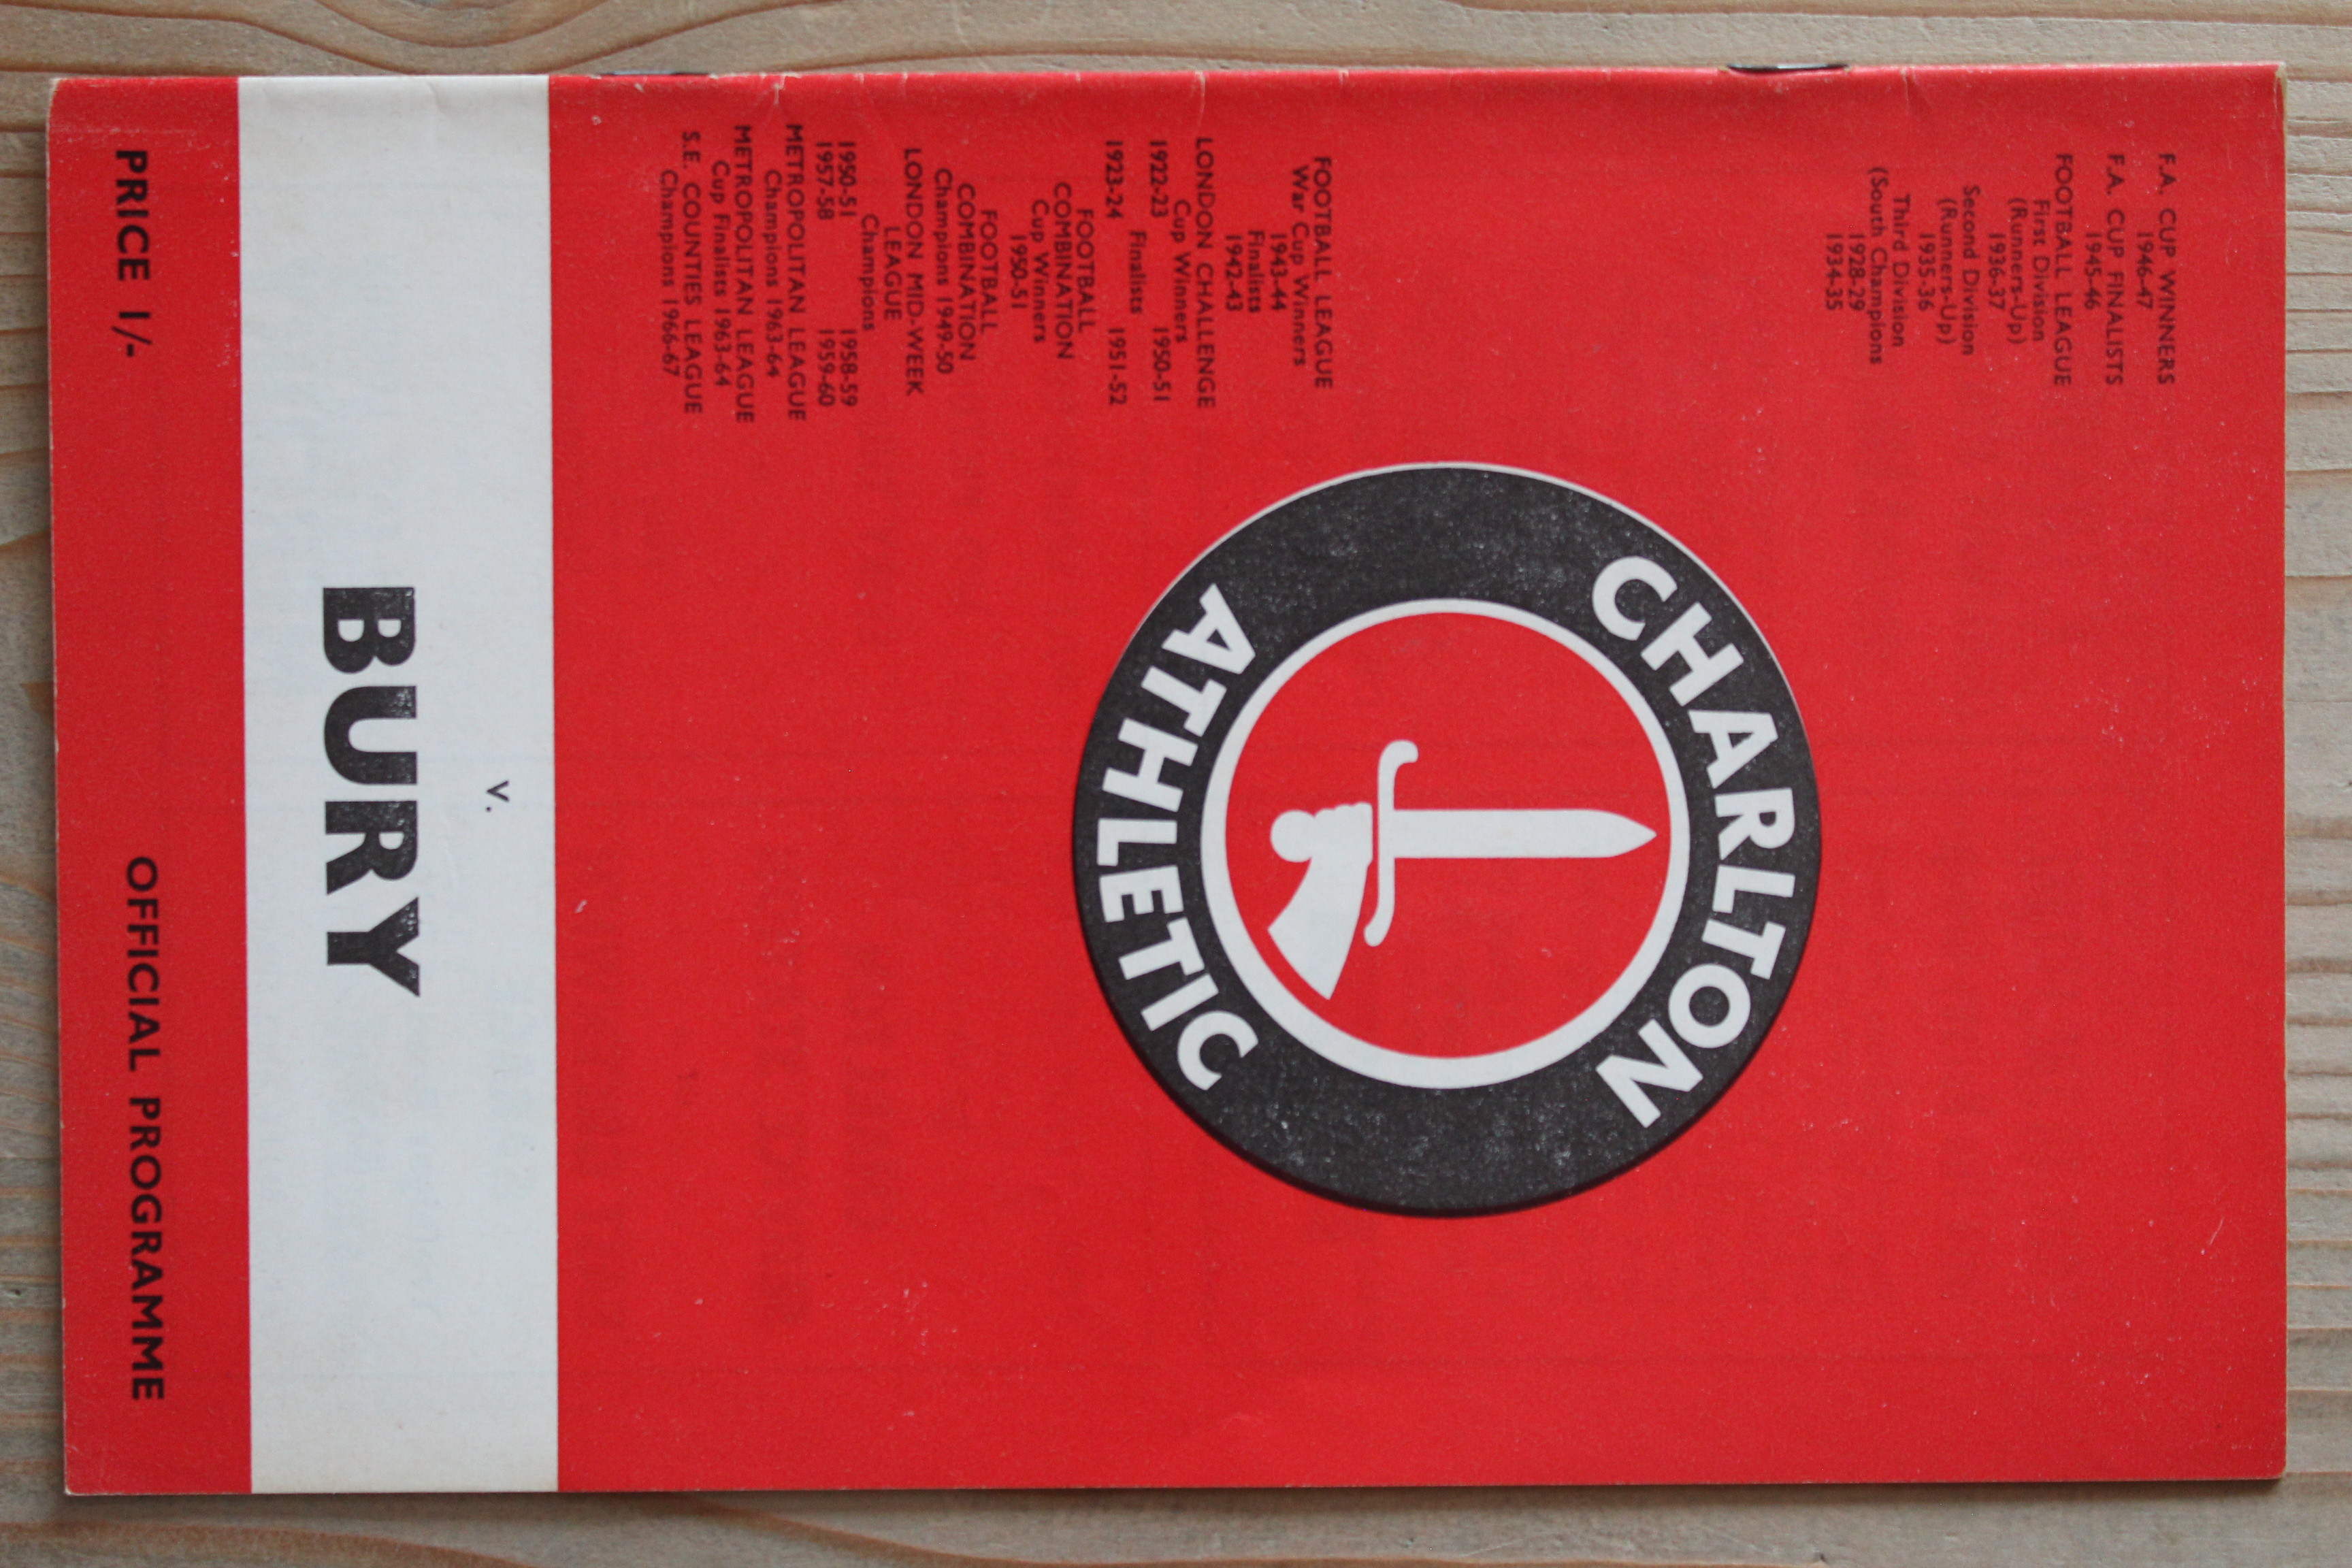 F.A. CUP WINNERS
1946-47
F.A. CUP FINALISTS
1945-46
FOOTBALL LEAGUE
First Division
(Runners-Up)
1936-37
Second Division
(Runners-Up)
1935-36
Third Division
(South Champions
1928-29
1934-35
CHARLTON
ATHLETIC
FOOTBALL LEAGUE
War Cup Winners
1943-44
Finalists
1942-43
LONDON CHALLENGE
Cup Winners
1922-23 1950-51
Finalists
1923-24 1951-52
FOOTBALL
COMBINATION
Cup Winners
1950-51
FOOTBALL
COMBINATION
Champions 1949-50
LONDON MID-WEEK
LEAGUE
Champions
1950-51 1958-59
1957-58 1959-60
METROPOLITAN LEAGUE
Champions 1963-64
METROPOLITAN LEAGUE
Cup Finalists 1963-64
S.E. COUNTIES LEAGUE
Champions 1966-67
v.
BURY
PRICE 1/- OFFICIAL PROGRAMME